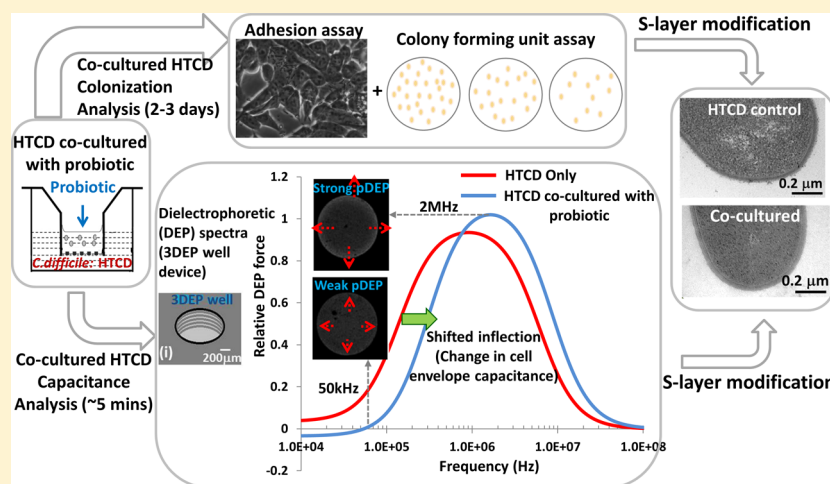 Co-cultured HTCD
Colonization
Analysis (2-3 days)
Adhesion assay
+
Colony forming unit assay
S-layer modification
HTCD co-cultured
with probiotic
Probiotic
C.difficile: HTCD
Co-cultured HTCD
Capacitance
Analysis (~5 mins)
Dielectrophoretic
(DEP) spectra
(3DEP well
device)
3DEP well
(i)
200μm
Relative DEP force
1.2
1
0.8
0.6
0.4
0.2
0
-0.2
1.0E+04
1.0E+05
1.0E+06
1.0E+07
1.0E+08
Frequency (Hz)
Strong pDEP
Weak pDEP
2MHz
50kHz
HTCD Only
HTCD co-cultured with
probiotic
Shifted inflection
(Change in cell
envelope capacitance)
HTCD control
0.2 μm
Co-cultured
0.2 μm
S-layer modification